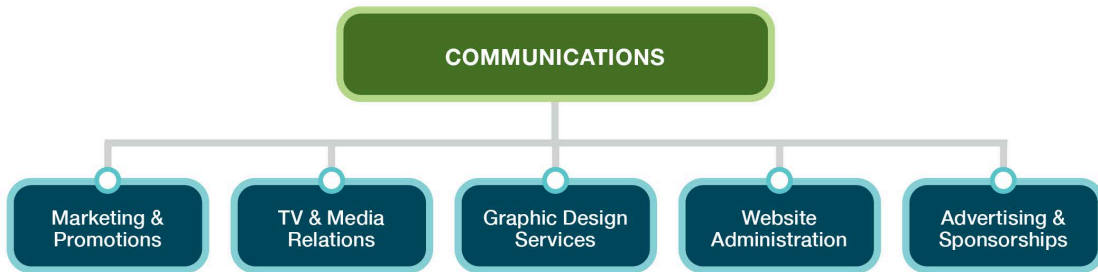 COMMUNICATIONS
Marketing &
Promotions
TV & Media
Relations
Graphic Design
Services
Website
Administration
Advertising &
Sponsorships